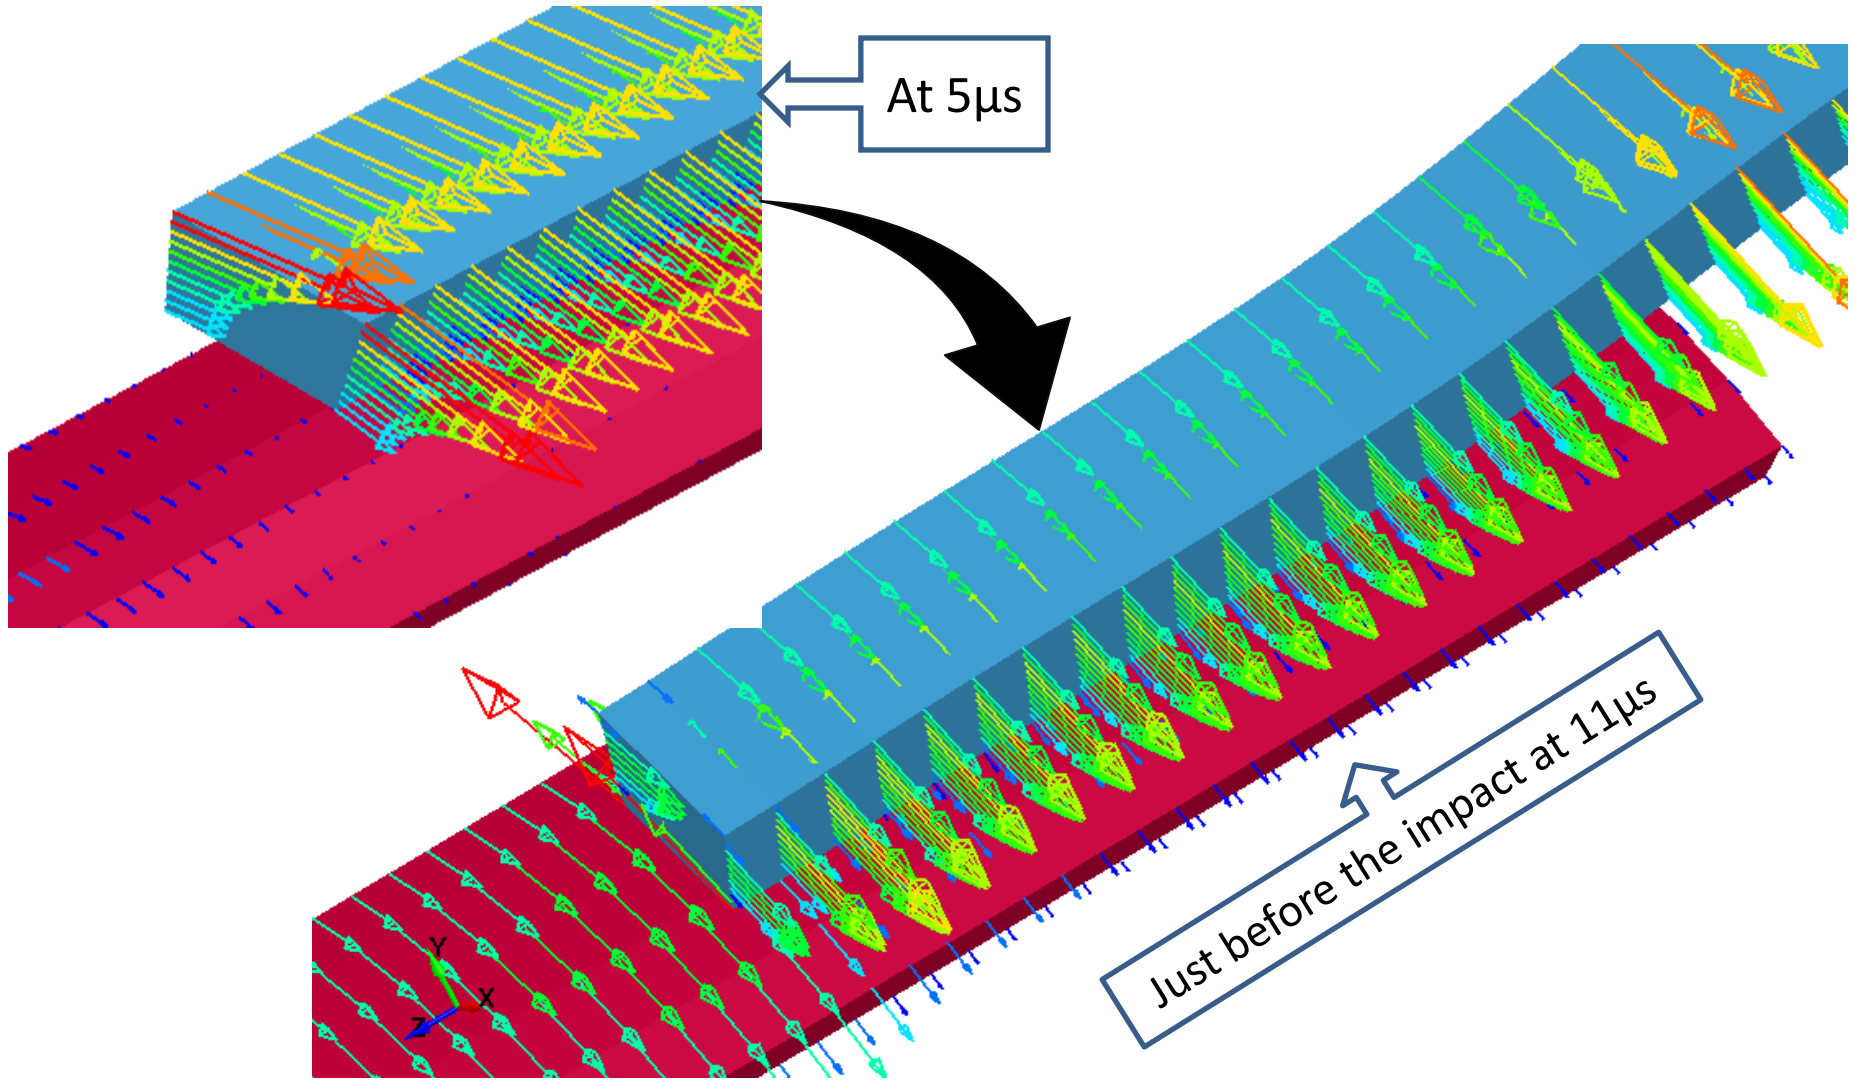 At 5μs
Just before the impact at 11μs
Y
X
Z